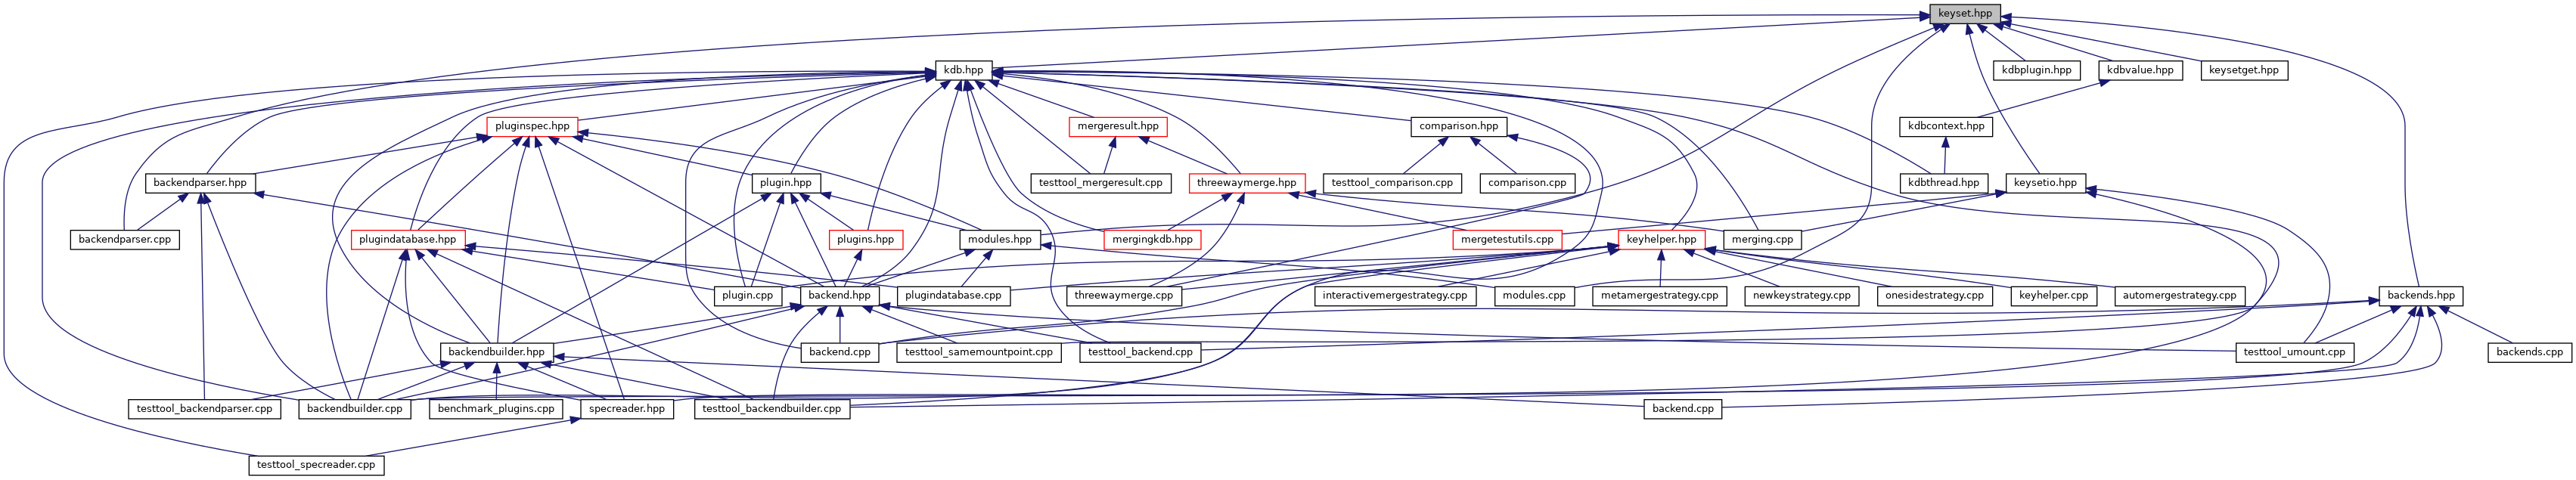 keyset.hpp
kdb.hpp
kdbplugin.hpp
kdbvalue.hpp
keysetget.hpp
pluginspec.hpp
mergeresult.hpp
comparison.hpp
kdbcontext.hpp
backendparser.hpp
plugin.hpp
testtool_mergeresult.cpp
threewaymerge.hpp
testtool_comparison.cpp
comparison.cpp
kdbthread.hpp
keysetio.hpp
backendparser.cpp
plugindatabase.hpp
plugins.hpp
modules.hpp
mergingkdb.hpp
mergetestutils.cpp
keyhelper.hpp
merging.cpp
plugin.cpp
backend.hpp
plugindatabase.cpp
threewaymerge.cpp
interactivemergestrategy.cpp
modules.cpp
metamergestrategy.cpp
newkeystrategy.cpp
onesidestrategy.cpp
keyhelper.cpp
automergestrategy.cpp
backends.hpp
backendbuilder.hpp
backend.cpp
testtool_samemountpoint.cpp
testtool_backend.cpp
testtool_umount.cpp
backends.cpp
testtool_backendparser.cpp
backendbuilder.cpp
benchmark_plugins.cpp
specreader.hpp
testtool_backendbuilder.cpp
backend.cpp
testtool_specreader.cpp